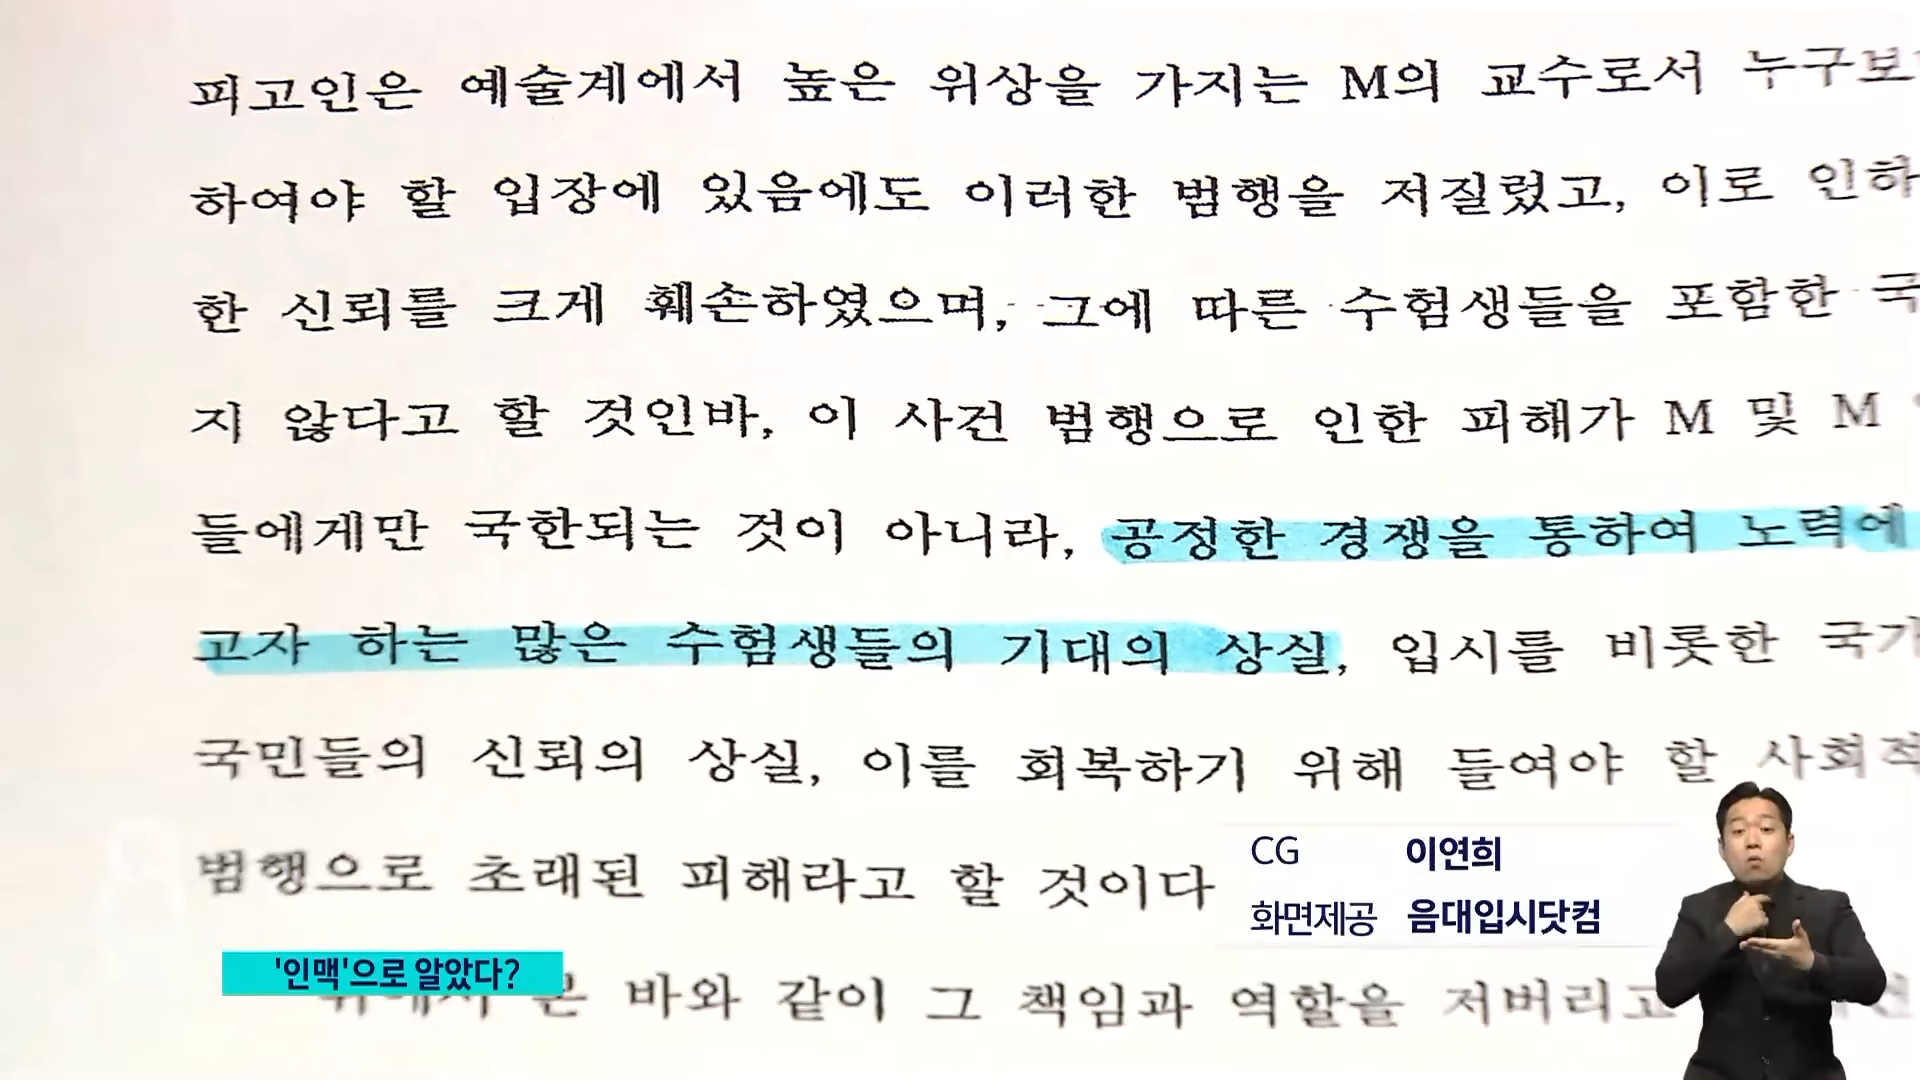 피고인은 예술계에서 높은 위상을 가지는 M의 교수로서 누구보
하여야 할 입장에 있음에도 이러한 범행을 저질렀고, 이로 인하
한 신뢰를 크게 훼손하였으며, 그에 따른 수험생들을 포함한 국
지 않다고 할 것인바, 이 사건 범행으로 인한 피해가 M 및 M
들에게만 국한되는 것이 아니라, 공정한 경쟁을 통하여 노력에
고자 하는 많은 수험생들의 기대의 상실, 입시를 비롯한 국가
국민들의 신뢰의 상실, 이를 회복하기 위해 들여야 할 사회적
범행으로 초래된 피해라고 할 것이다
바와 같이 그 책임과 역할을 저버리고
CG 이연희
화면제공 음대입시닷컴
'인맥'으로 알았다?